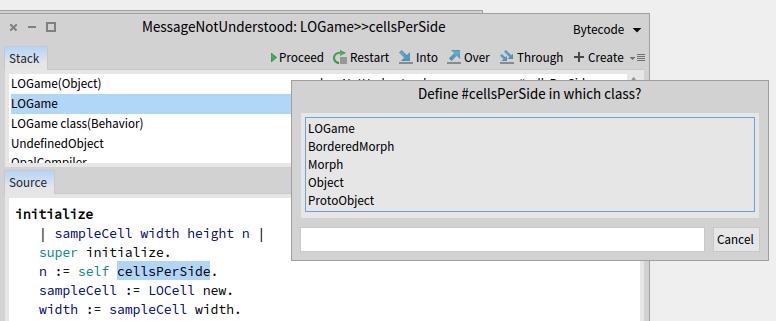 MessageNotUnderstood: LOGame>>cellsPerSide
Bytecode
Stack
Proceed Restart Into Over Through Create
LOGame(Object)
LOGame
LOGame class(Behavior)
UndefinedObject
OpalCompiler
Define #cellsPerSide in which class?
LOGame
BorderedMorph
Morph
Object
ProtoObject
Cancel
Source
initialize
| sampleCell width height n |
super initialize.
n := self cellsPerSide.
sampleCell := LOCell new.
width := sampleCell width.